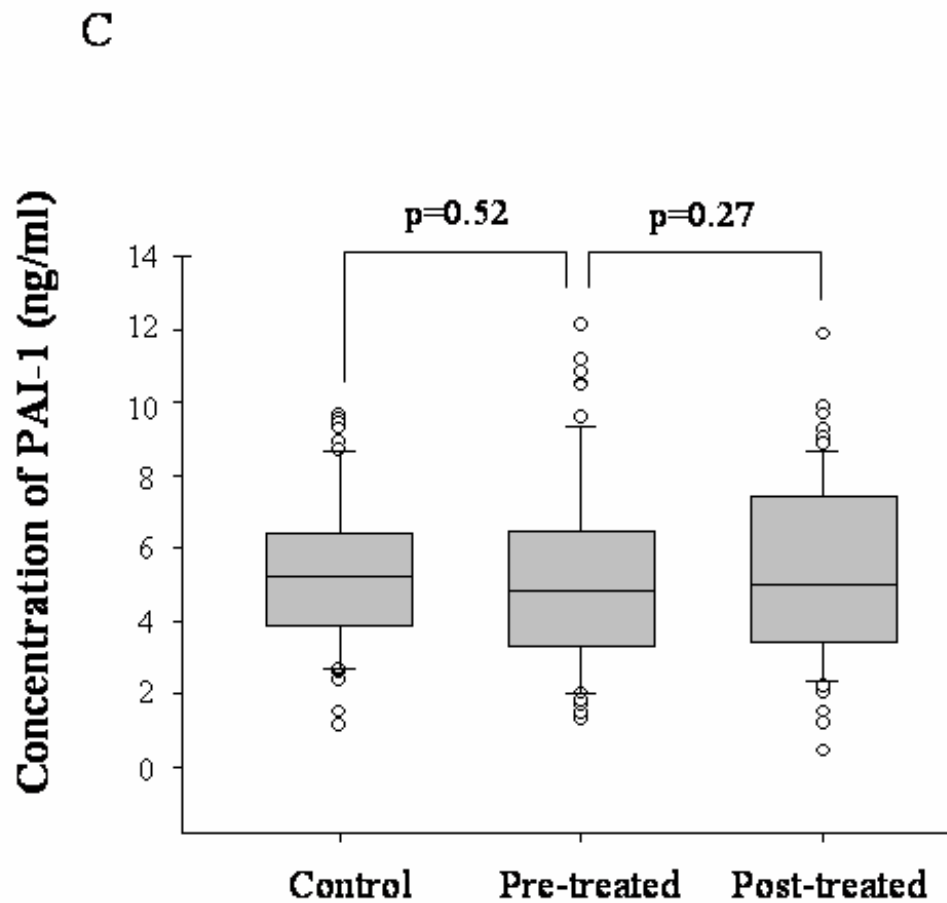 C
p=0.52
p=0.27
Concentration of PAI-1 (ng/ml)
14
12
10
8
6
4
2
0
Control
Pre-treated
Post-treated